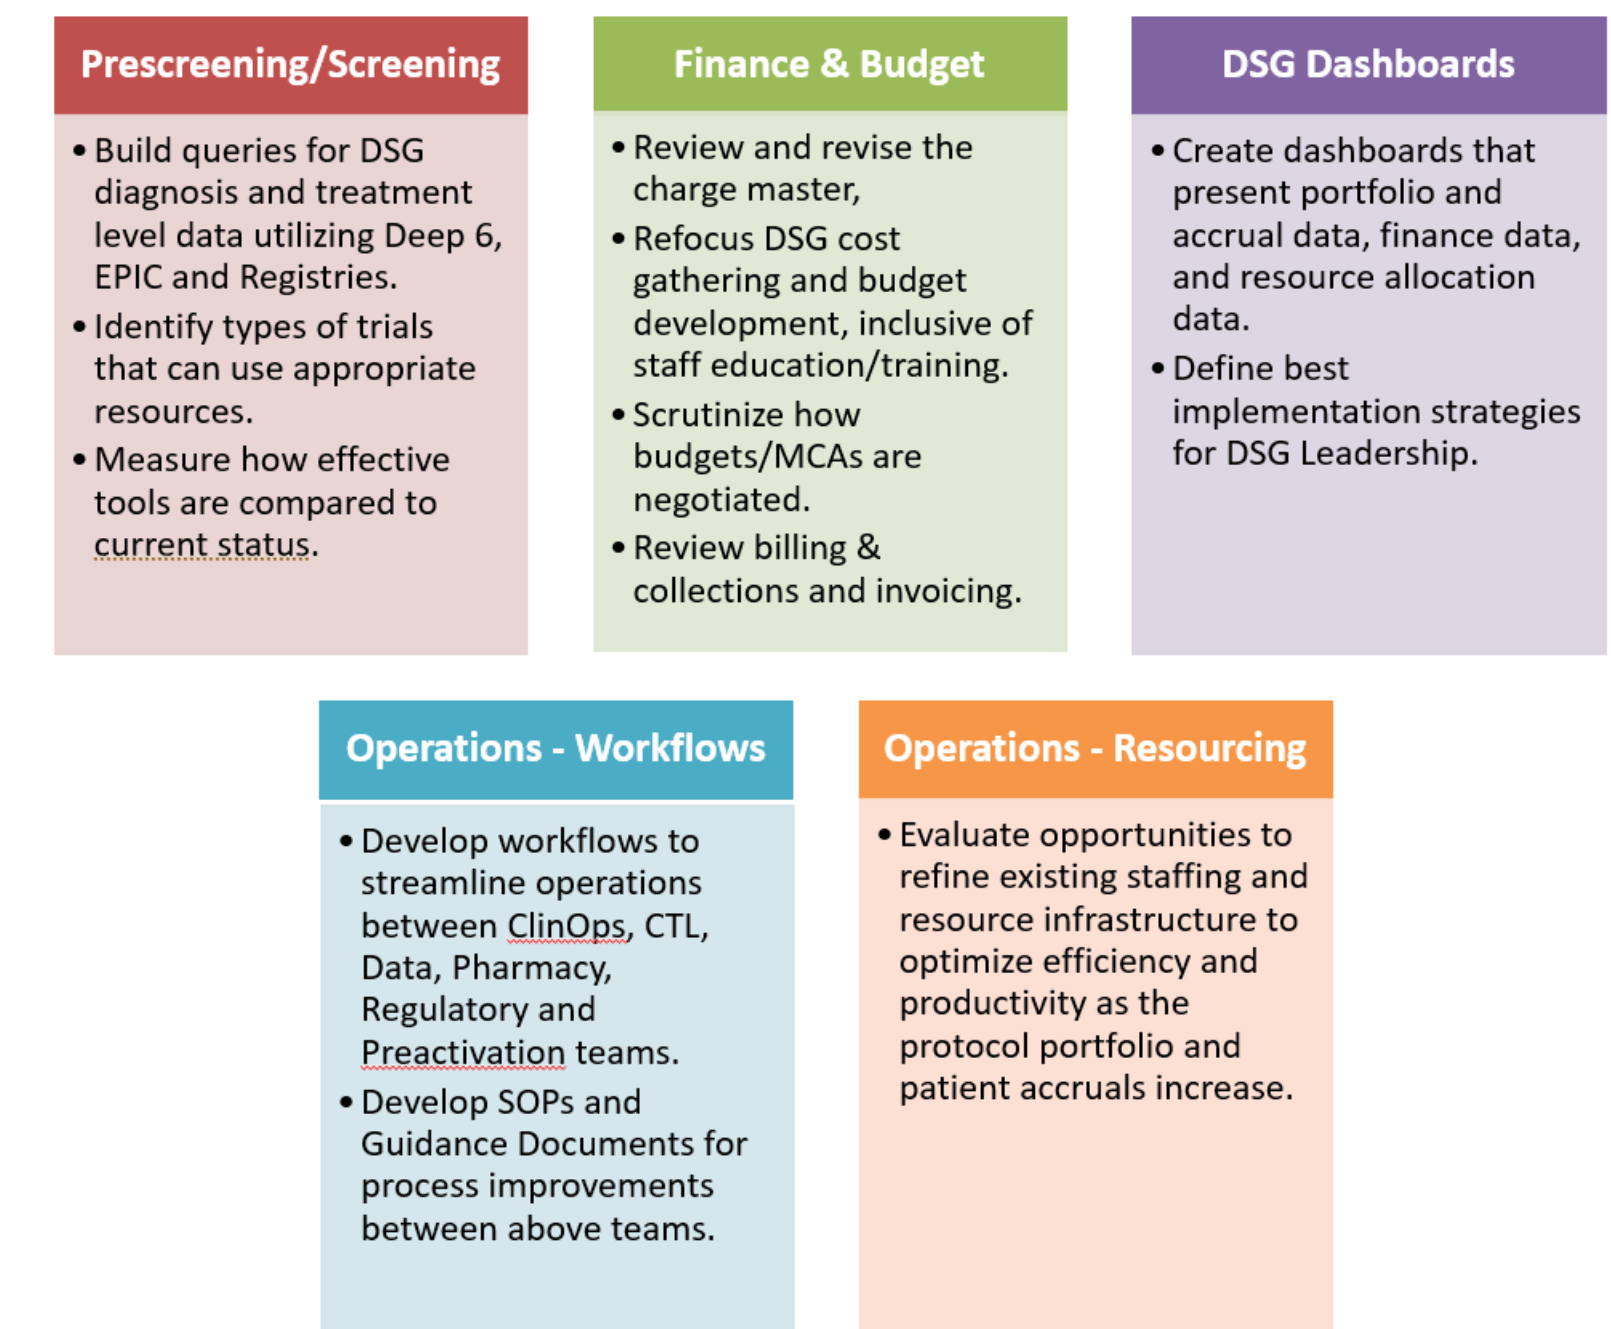 Prescreening/Screening
• Build queries for DSG
diagnosis and treatment
level data utilizing Deep 6,
EPIC and Registries.
• Identify types of trials
that can use appropriate
resources.
• Measure how effective
tools are compared to
current status.
Finance & Budget
• Review and revise the
charge master,
• Refocus DSG cost
gathering and budget
development, inclusive of
staff education/training.
• Scrutinize how
budgets/MCAs are
negotiated.
• Review billing &
collections and invoicing.
DSG Dashboards
• Create dashboards that
present portfolio and
accrual data, finance data,
and resource allocation
data.
• Define best
implementation strategies
for DSG Leadership.
Operations - Workflows
• Develop workflows to
streamline operations
between ClinOps, CTL,
Data, Pharmacy,
Regulatory and
Preactivation teams.
• Develop SOPs and
Guidance Documents for
process improvements
between above teams.
Operations - Resourcing
• Evaluate opportunities to
refine existing staffing and
resource infrastructure to
optimize efficiency and
productivity as the
protocol portfolio and
patient accruals increase.